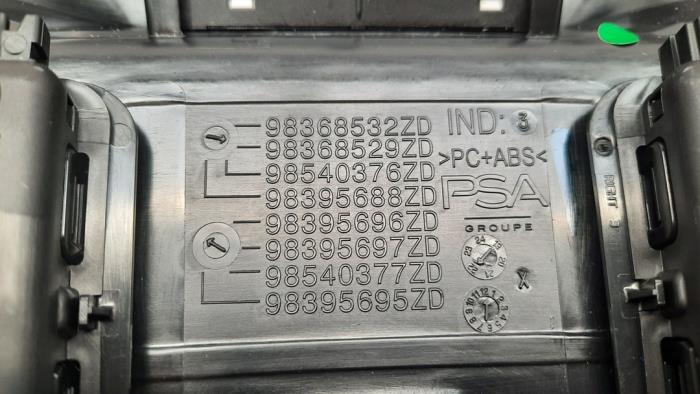 98368532ZD
98368529ZD
98540376ZD
98395688ZD
98395696ZD
98395697ZD
98540377ZD
98395695ZD
IND: 3
>PC+ABS<
PSA
GROUPE